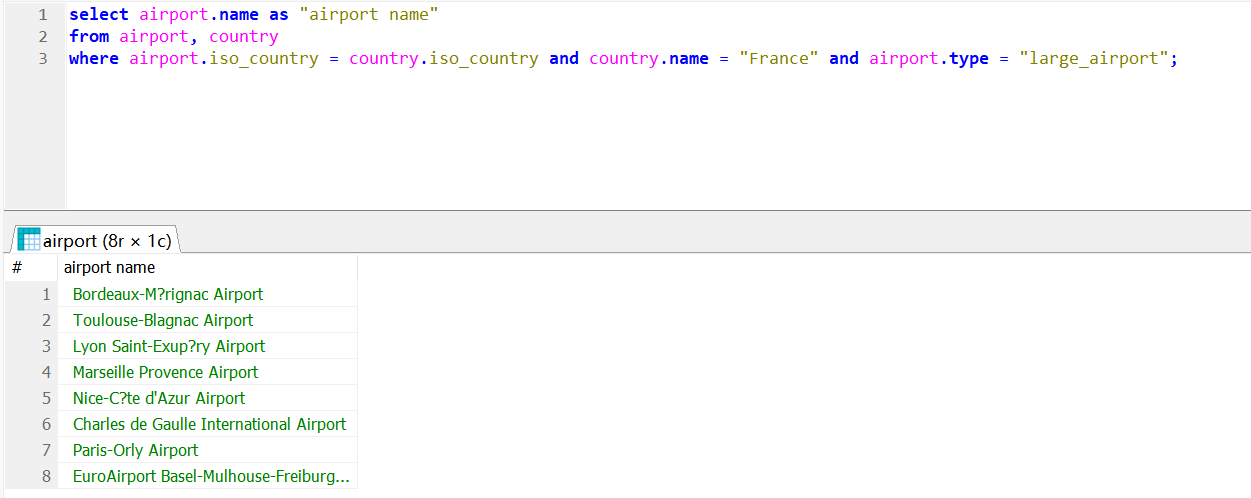 1 select airport.name as "airport name"
2 from airport, country
3 where airport.iso_country = country.iso_country and country.name = "France" and airport.type = "large_airport";
airport (8r × 1c)
# airport name
1 Bordeaux-M?rignac Airport
2 Toulouse-Blagnac Airport
3 Lyon Saint-Exup?ry Airport
4 Marseille Provence Airport
5 Nice-C?te d'Azur Airport
6 Charles de Gaulle International Airport
7 Paris-Orly Airport
8 EuroAirport Basel-Mulhouse-Freiburg...